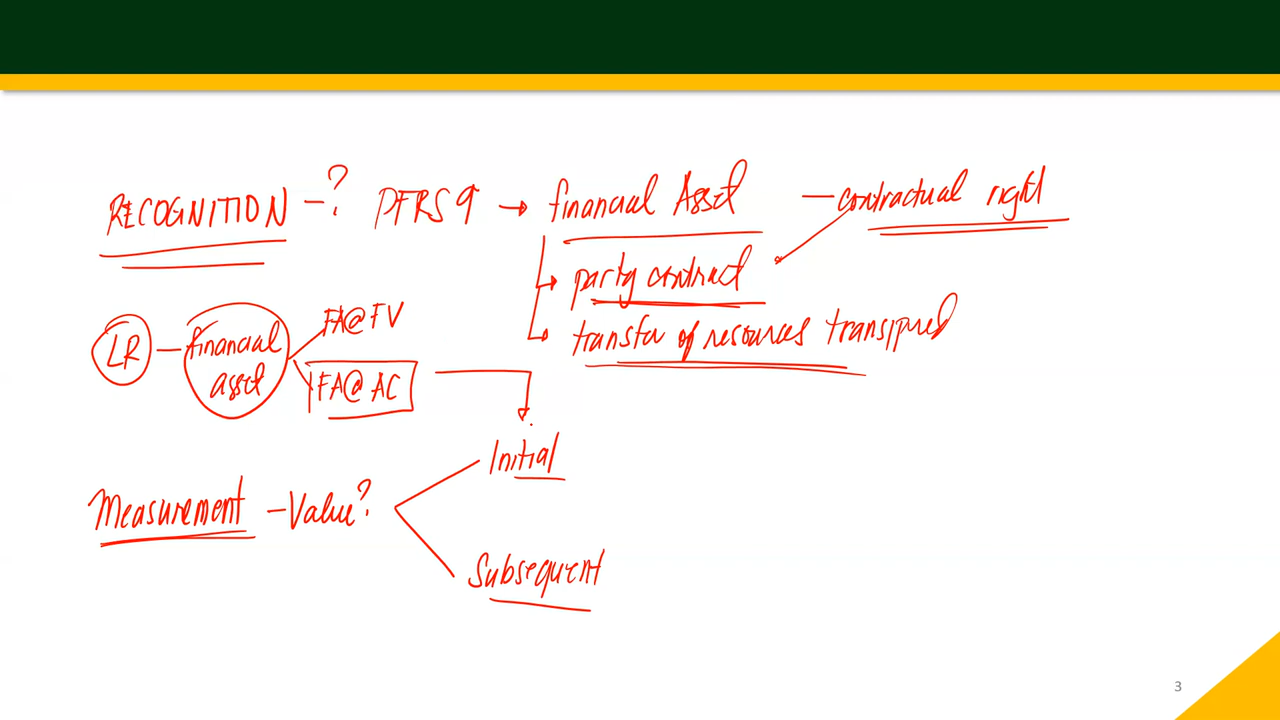 RECOGNITION - ? PFRS 9 → financial Asset — contractual right
party contract
transfer of resources transpired
LR — financial asset
FA@FV
FA@AC
Initial
Measurement - Value?
Subsequent
3